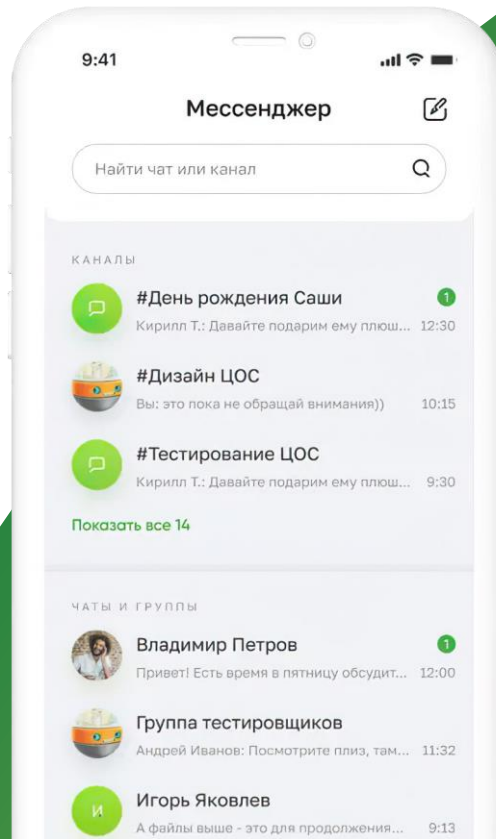 9:41
Мессенджер
Найти чат или канал
КАНАЛЫ
#День рождения Саши 1
Кирилл Т.: Давайте подарим ему плюш... 12:30
#Дизайн ЦОС
Вы: это пока не обращай внимания)) 10:15
#Тестирование ЦОС
Кирилл Т.: Давайте подарим ему плюш... 9:30
Показать все 14
ЧАТЫ И ГРУППЫ
Владимир Петров 1
Привет! Есть время в пятницу обсудит... 12:00
Группа тестировщиков
Андрей Иванов: Посмотрите плиз, там... 11:32
И Игорь Яковлев
А файлы выше - это для продолжения... 9:13